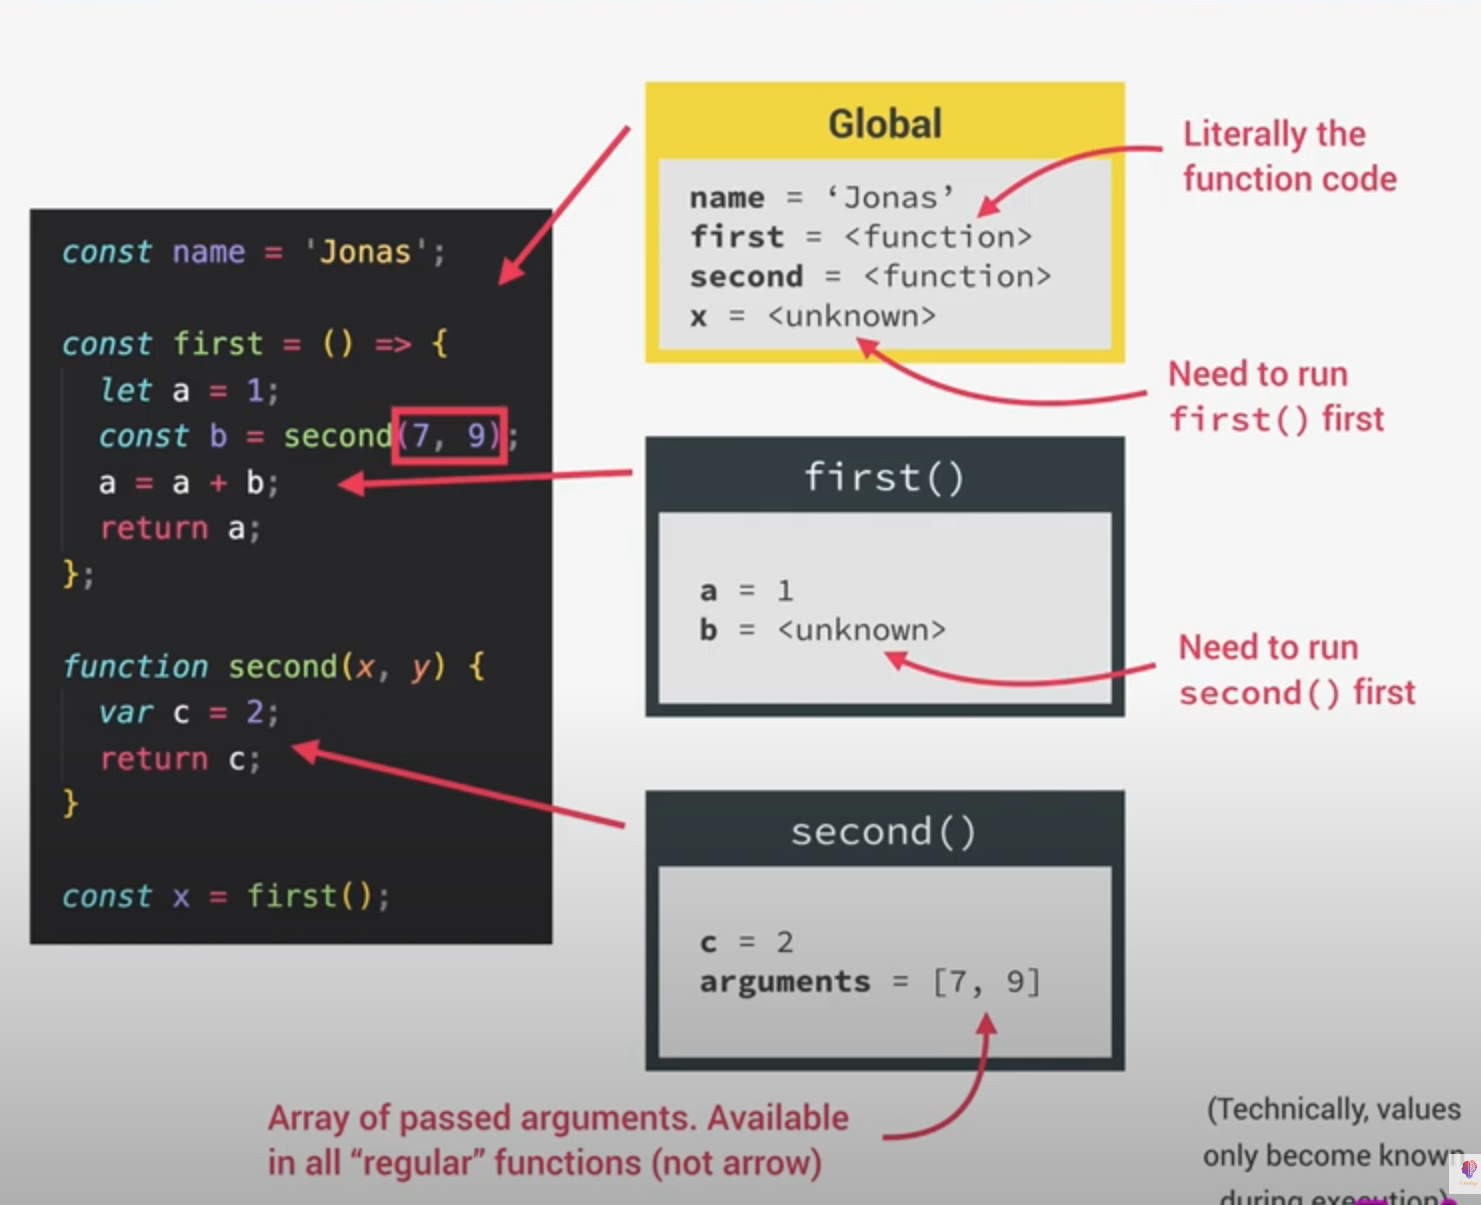 const name = 'Jonas';
const first = () => {
let a = 1;
const b = second(7, 9);
a = a + b;
return a;
};
function second(x, y) {
var c = 2;
return c;
}
const x = first();
Global
name = ‘Jonas’
first = <function>
second = <function>
x = <unknown>
Literally the
function code
Need to run
first() first
first()
a = 1
b = <unknown>
Need to run
second() first
second()
c = 2
arguments = [7, 9]
Array of passed arguments. Available
in all “regular” functions (not arrow)
(Technically, values
only become known
during execution)